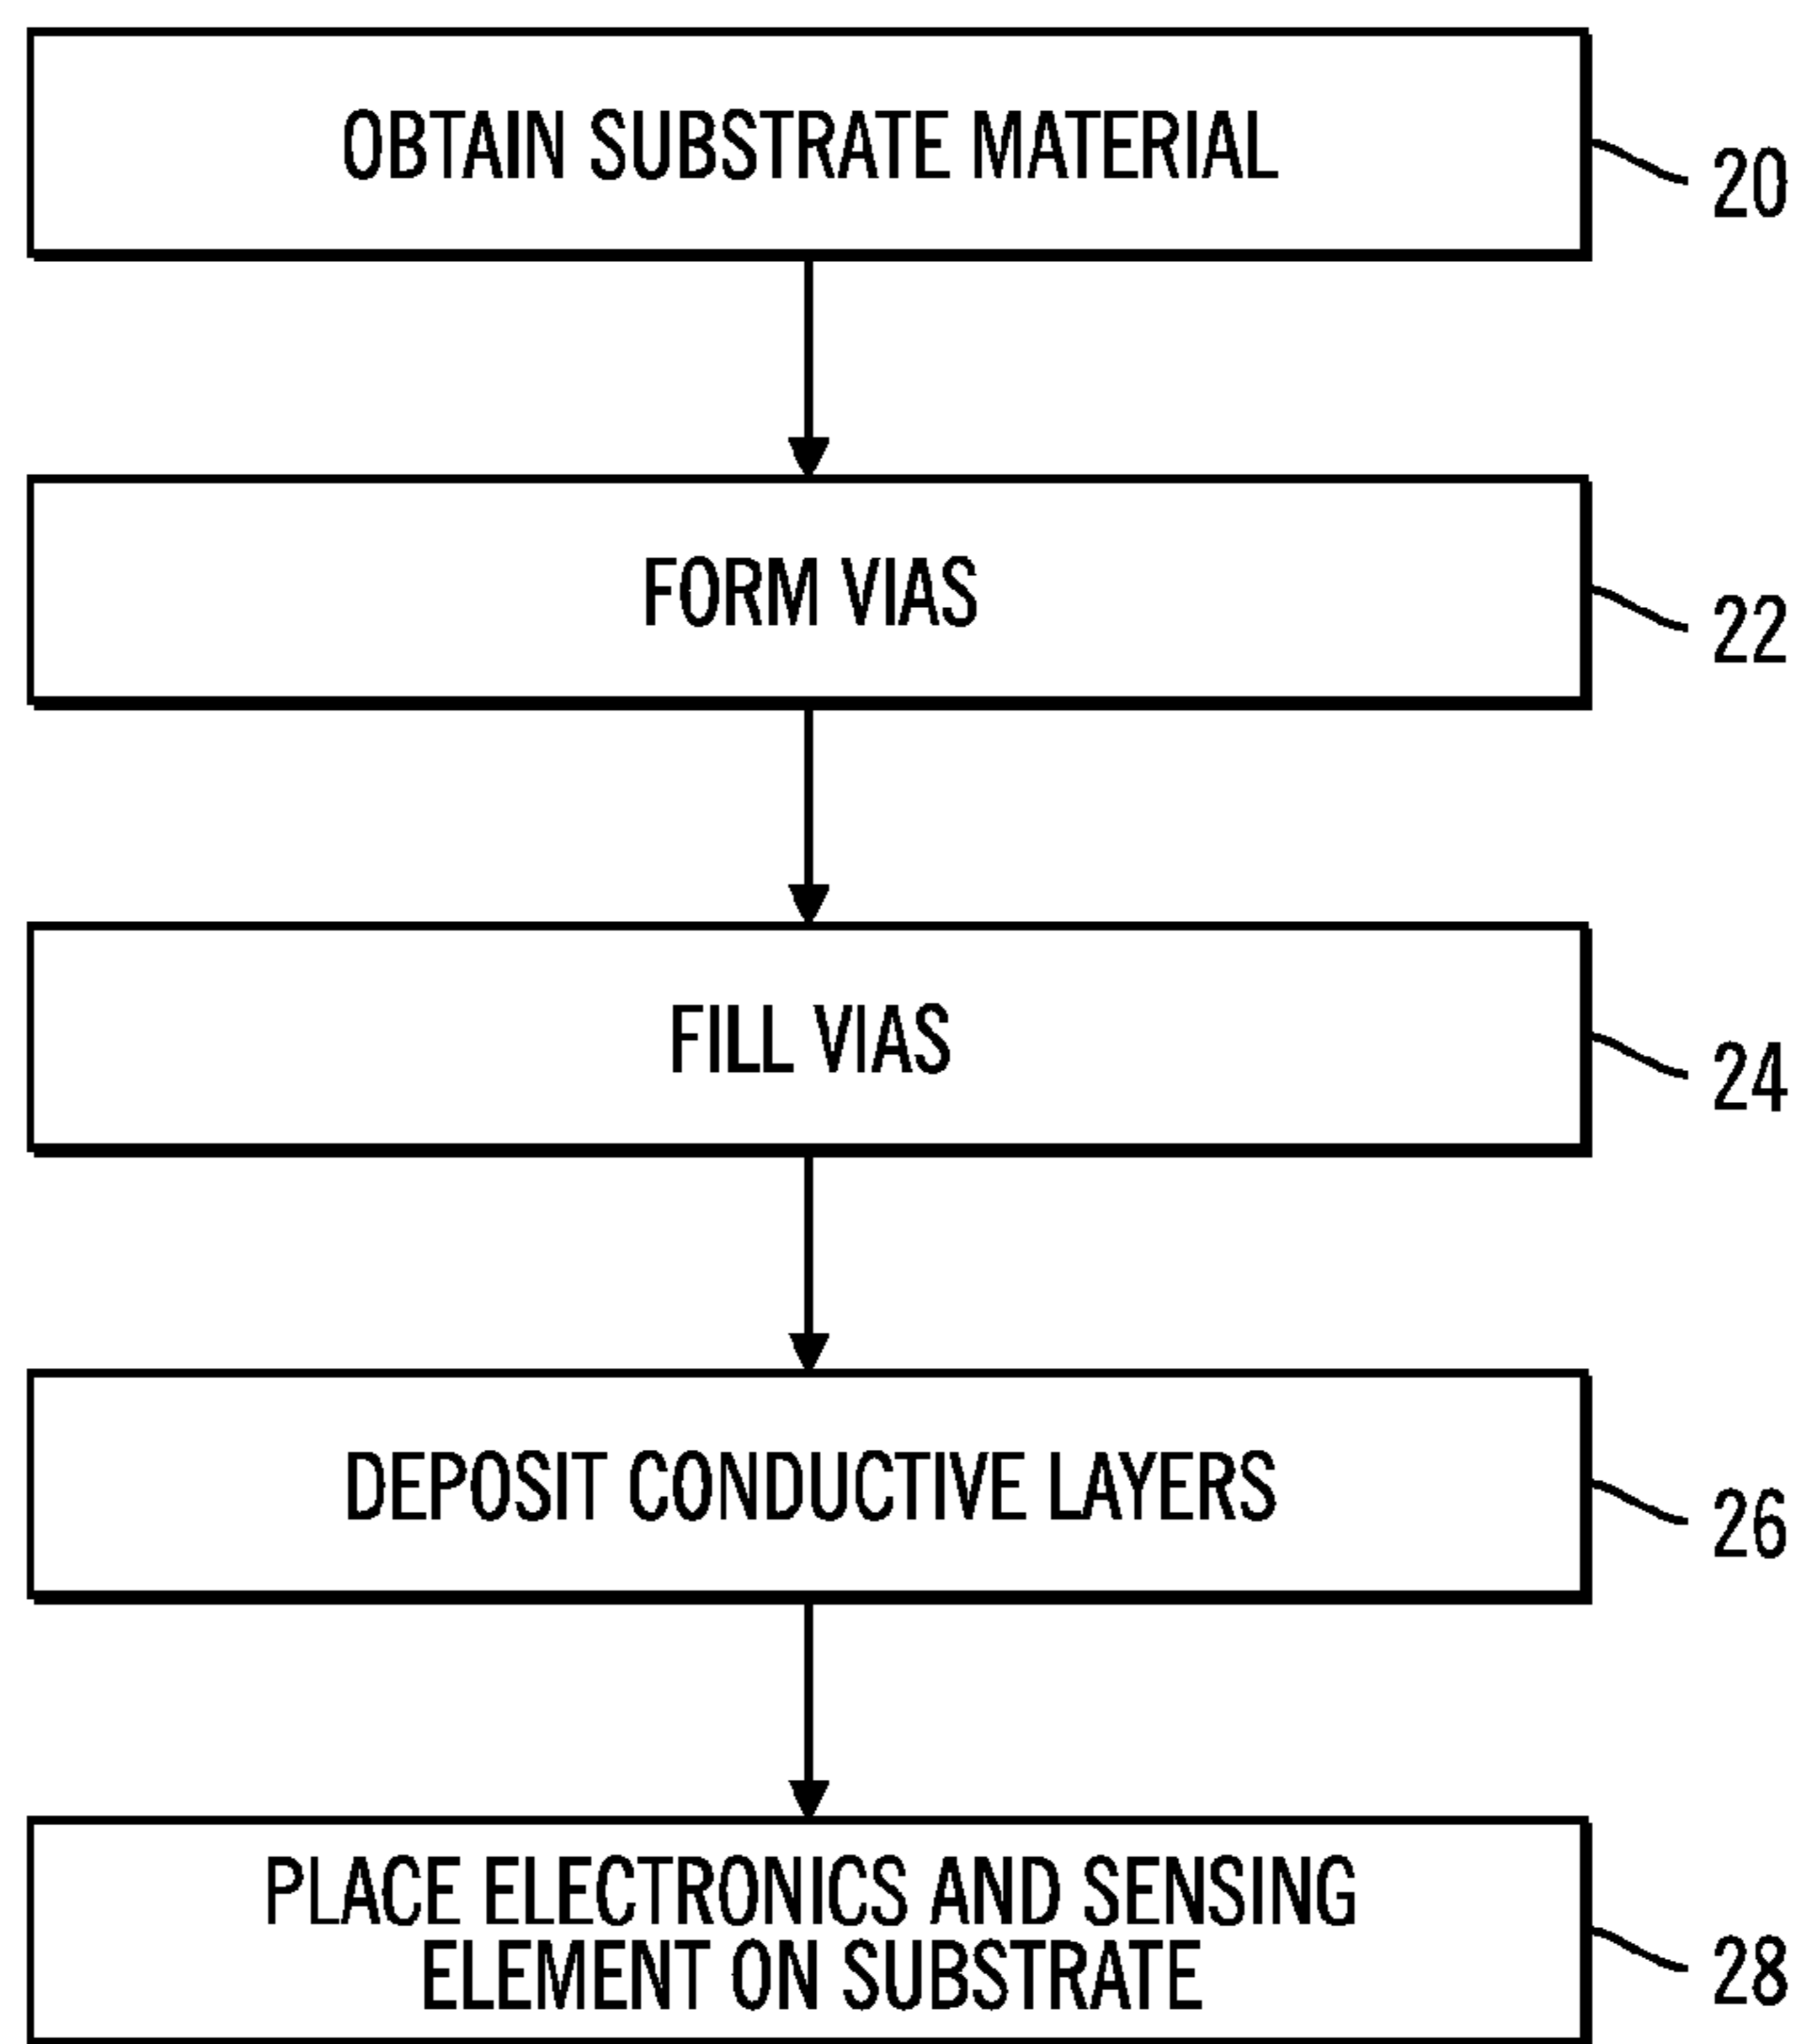 OBTAIN SUBSTRATE MATERIAL
20
FORM VIAS
22
FILL VIAS
24
DEPOSIT CONDUCTIVE LAYERS
26
PLACE ELECTRONICS AND SENSING
ELEMENT ON SUBSTRATE
28